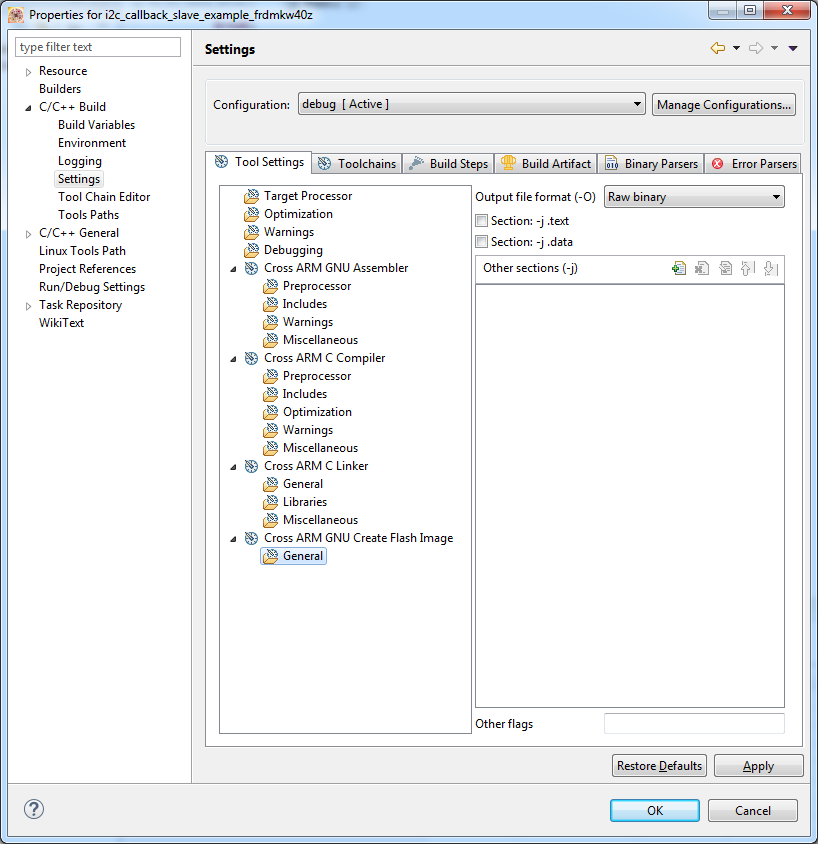 Properties for i2c_callback_slave_example_frdmkw40z
type filter text
Resource
Builders
C/C++ Build
Build Variables
Environment
Logging
Settings
Tool Chain Editor
Tools Paths
C/C++ General
Linux Tools Path
Project References
Run/Debug Settings
Task Repository
WikiText
Settings
Configuration: debug [ Active ] Manage Configurations...
Tool Settings Toolchains Build Steps Build Artifact Binary Parsers Error Parsers
Target Processor
Optimization
Warnings
Debugging
Cross ARM GNU Assembler
Preprocessor
Includes
Warnings
Miscellaneous
Cross ARM C Compiler
Preprocessor
Includes
Optimization
Warnings
Miscellaneous
Cross ARM C Linker
General
Libraries
Miscellaneous
Cross ARM GNU Create Flash Image
General
Output file format (-O) Raw binary
Section: -j .text
Section: -j .data
Other sections (-j)
Other flags
Restore Defaults Apply
OK Cancel